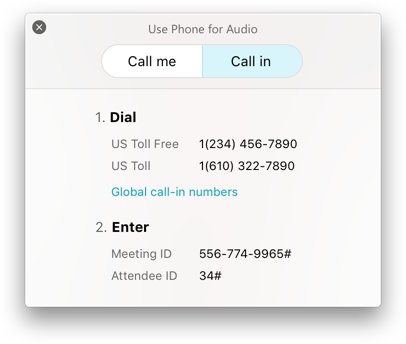 Use Phone for Audio
Call me Call in
1. Dial
US Toll Free 1(234) 456-7890
US Toll 1(610) 322-7890
Global call-in numbers
2. Enter
Meeting ID 556-774-9965#
Attendee ID 34#